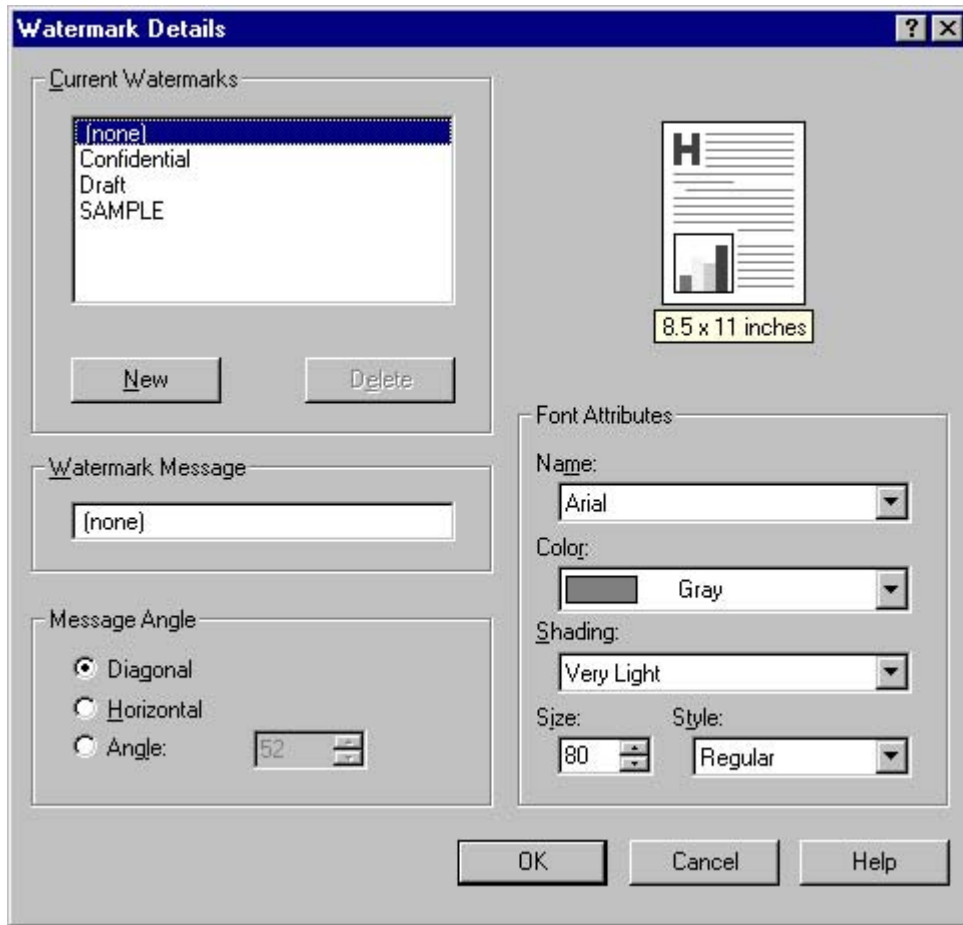 Watermark Details
Current Watermarks
(none)
Confidential
Draft
SAMPLE
New
Delete
H
8.5 x 11 inches
Watermark Message
(none)
Message Angle
Diagonal
Horizontal
Angle:
52
Font Attributes
Name:
Arial
Color:
Gray
Shading:
Very Light
Size:
Style:
80
Regular
OK
Cancel
Help